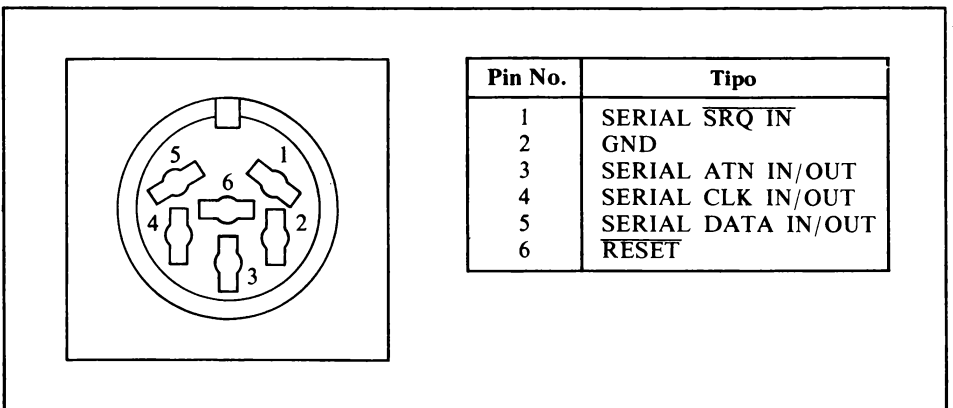 5
1
6
4
2
3
Pin No. Tipo
1 SERIAL SRQ IN
2 GND
3 SERIAL ATN IN/OUT
4 SERIAL CLK IN/OUT
5 SERIAL DATA IN/OUT
6 RESET